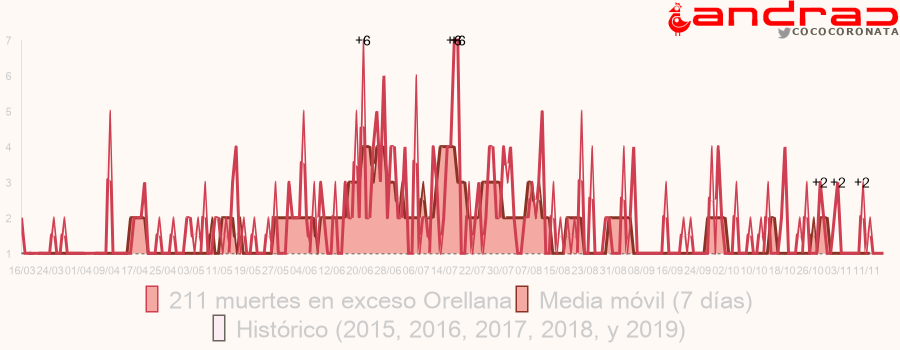 andrac
COCOCORONATA
+6 +6 +6
7
6
5
4
3
2
1
+2 +2 +2
16/03 24/03 01/04 09/04 17/04 25/04 03/05 11/05 19/05 27/05 04/06 12/06 20/06 28/06 06/07 14/07 22/07 30/07 07/08 15/08 23/08 31/08 08/09 16/09 24/09 02/10 10/10 18/10 26/10 03/11 11/11
211 muertes en exceso Orellana Media móvil (7 días)
Histórico (2015, 2016, 2017, 2018, y 2019)